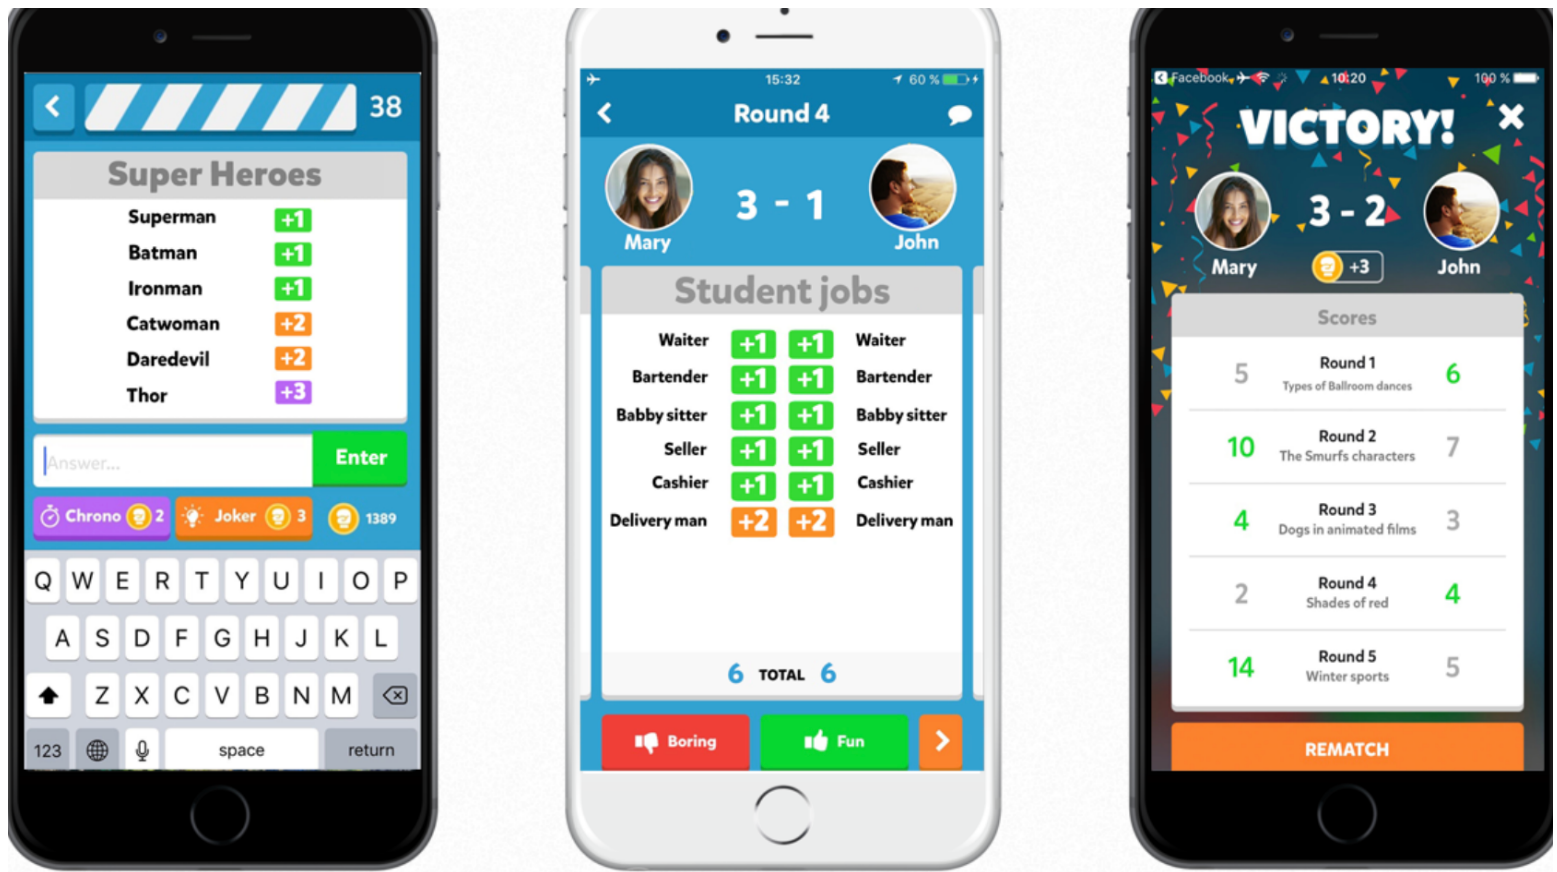 38
Super Heroes
Superman +1
Batman +1
Ironman +1
Catwoman +2
Daredevil +2
Thor +3
Answer...
Enter
Chrono 2
Joker 3
1389
Q W E R T Y U I O P
A S D F G H J K L
Z X C V B N M
123
space
return
15:32
60 %
Round 4
3 - 1
Mary
John
Student jobs
Waiter +1 +1 Waiter
Bartender +1 +1 Bartender
Babby sitter +1 +1 Babby sitter
Seller +1 +1 Seller
Cashier +1 +1 Cashier
Delivery man +2 +2 Delivery man
6 TOTAL 6
Boring
Fun
Facebook
10:20
100 %
VICTORY!
3 - 2
Mary
+3
John
Scores
Round 1
5 Types of Ballroom dances 6
Round 2
10 The Smurfs characters 7
Round 3
4 Dogs in animated films 3
Round 4
2 Shades of red 4
Round 5
14 Winter sports 5
REMATCH